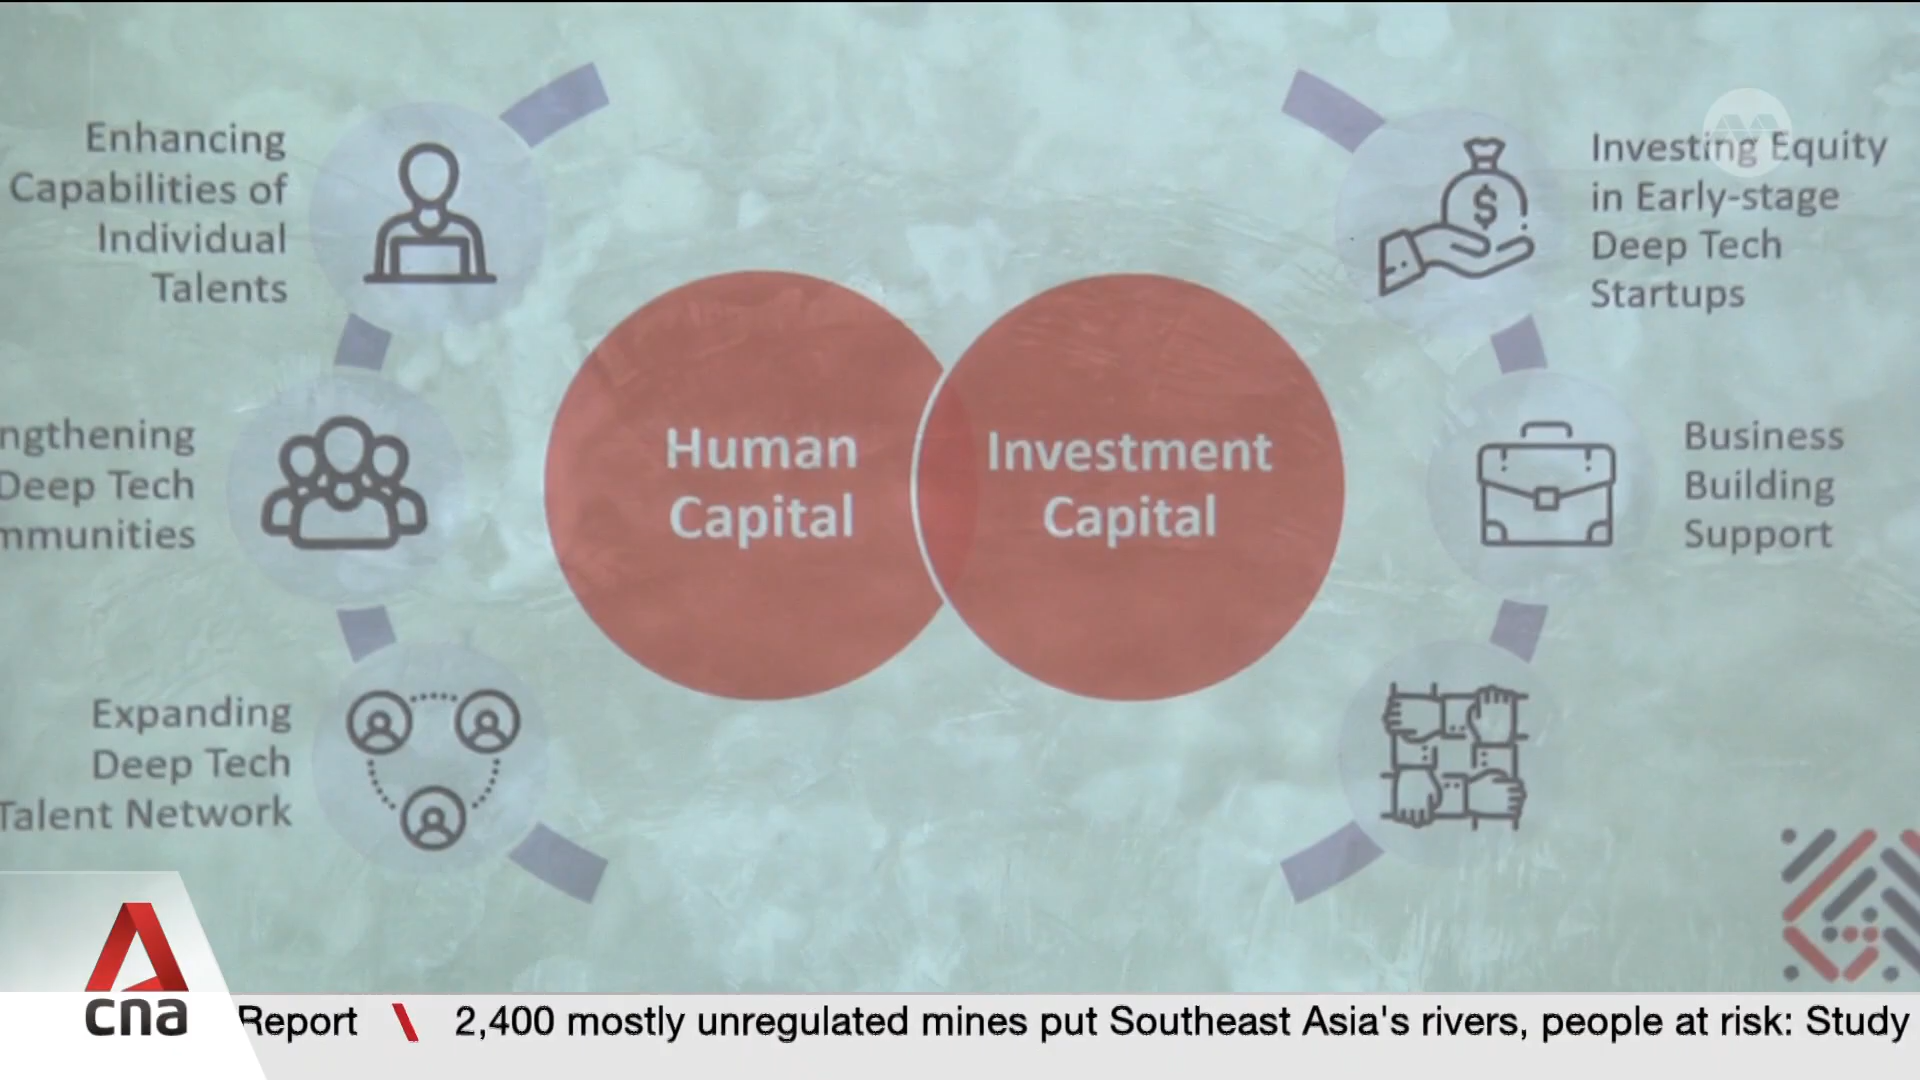 Enhancing
Capabilities of
Individual
Talents
ngthening
Deep Tech
mmunities
Expanding
Deep Tech
Talent Network
Human
Capital
Investment
Capital
$
Investing Equity
in Early-stage
Deep Tech
Startups
Business
Building
Support
cna
Report \ 2,400 mostly unregulated mines put Southeast Asia's rivers, people at risk: Study